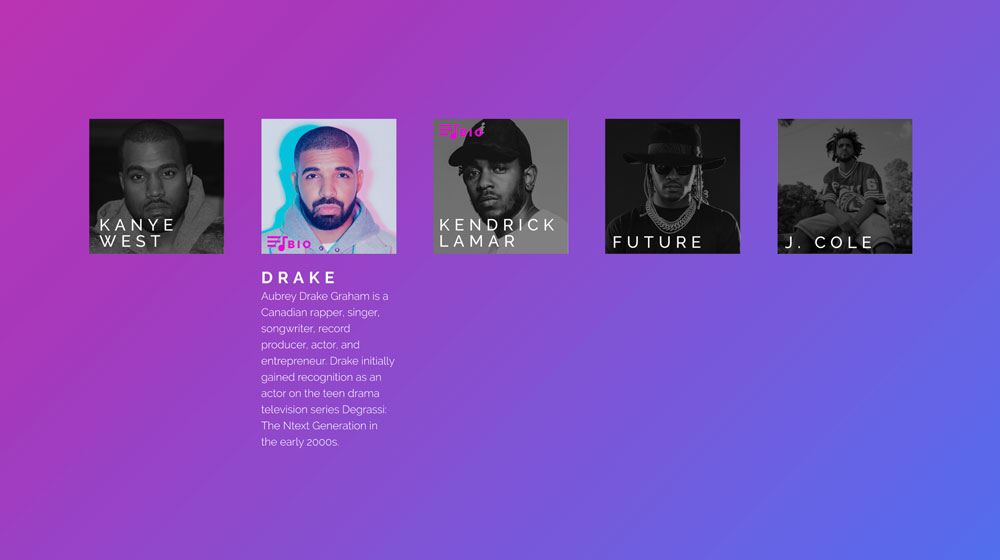 KANYE
WEST
BIO
DRAKE
Aubrey Drake Graham is a
Canadian rapper, singer,
songwriter, record
producer, actor, and
entrepreneur. Drake initially
gained recognition as an
actor on the teen drama
television series Degrassi:
The Ntext Generation in
the early 2000s.
BIO
KENDRICK
LAMAR
FUTURE
J. COLE